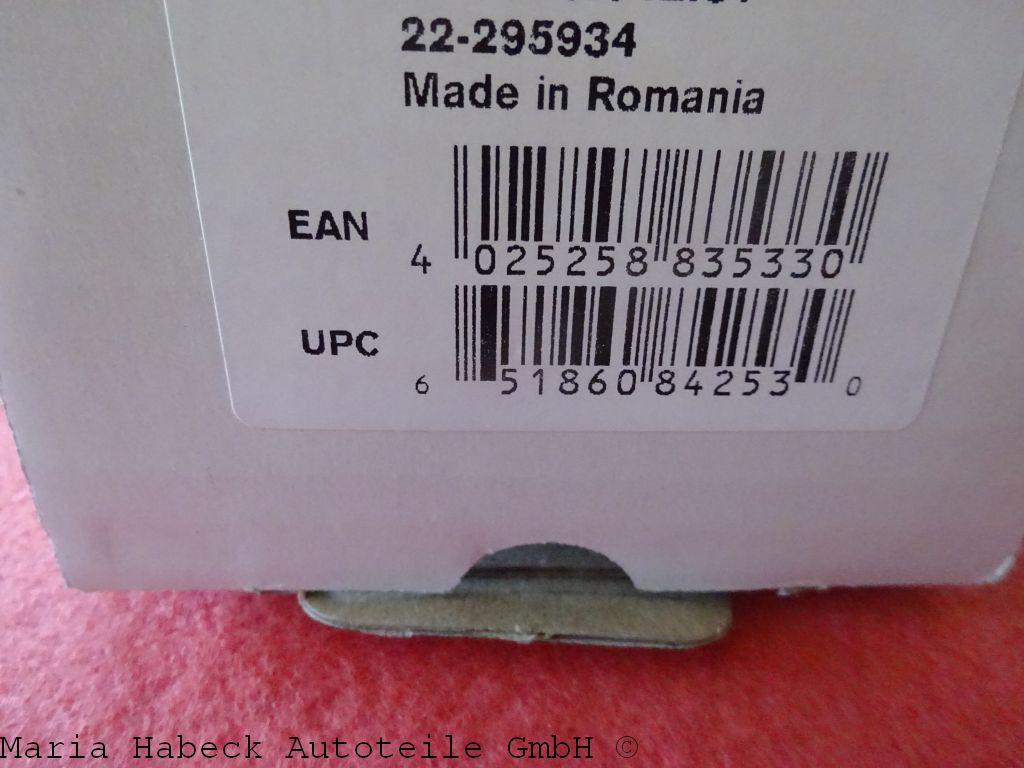 22-295934
Made in Romania
EAN
4 025258 835330
UPC
6 51860 84253 0
Maria Habeck Autoteile GmbH ©